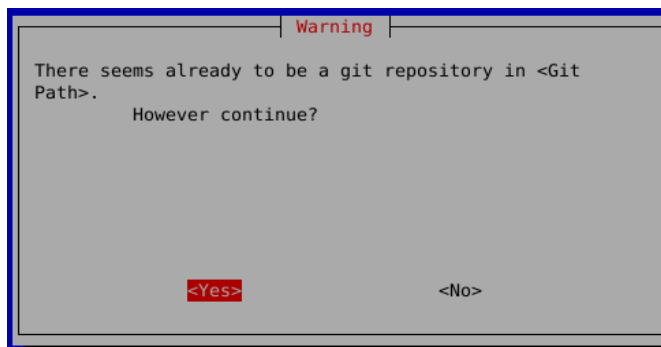 Warning
There seems already to be a git repository in <Git
Path>.
However continue?
<Yes> <No>